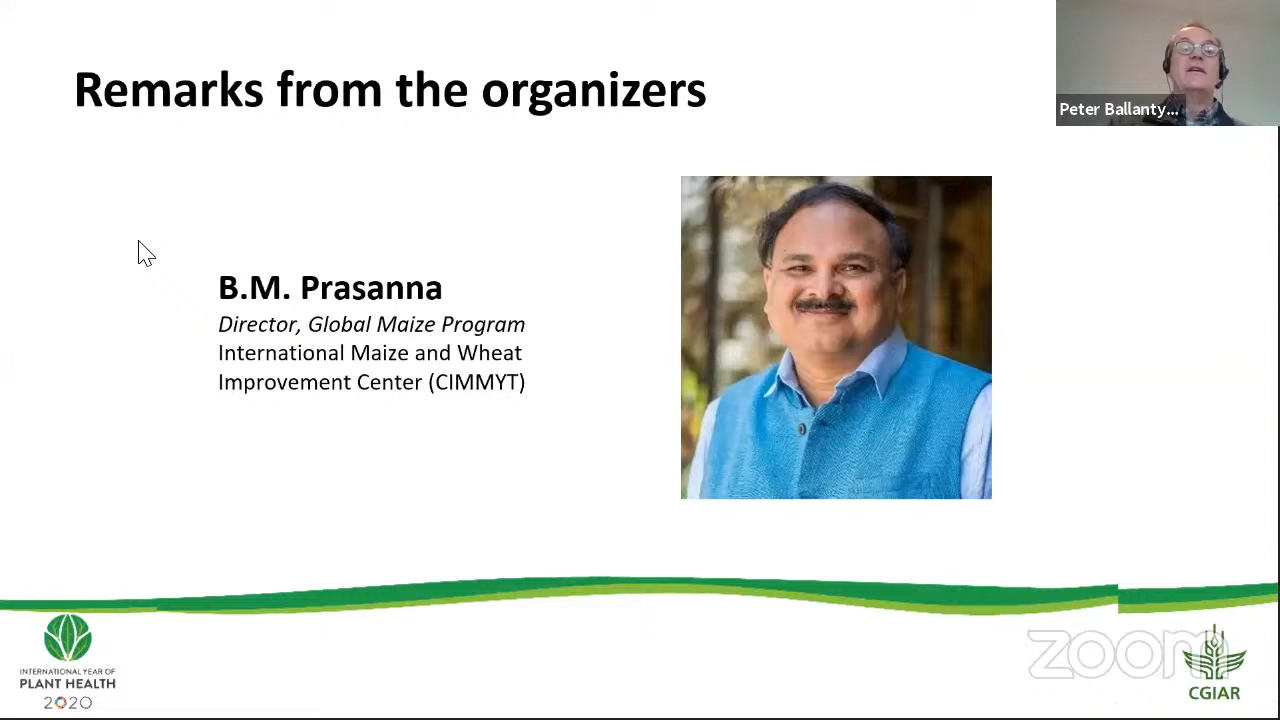 Remarks from the organizers
Peter Ballanty...
B.M. Prasanna
Director, Global Maize Program
International Maize and Wheat
Improvement Center (CIMMYT)
INTERNATIONAL YEAR OF
PLANT HEALTH
2020
zoom
CGIAR